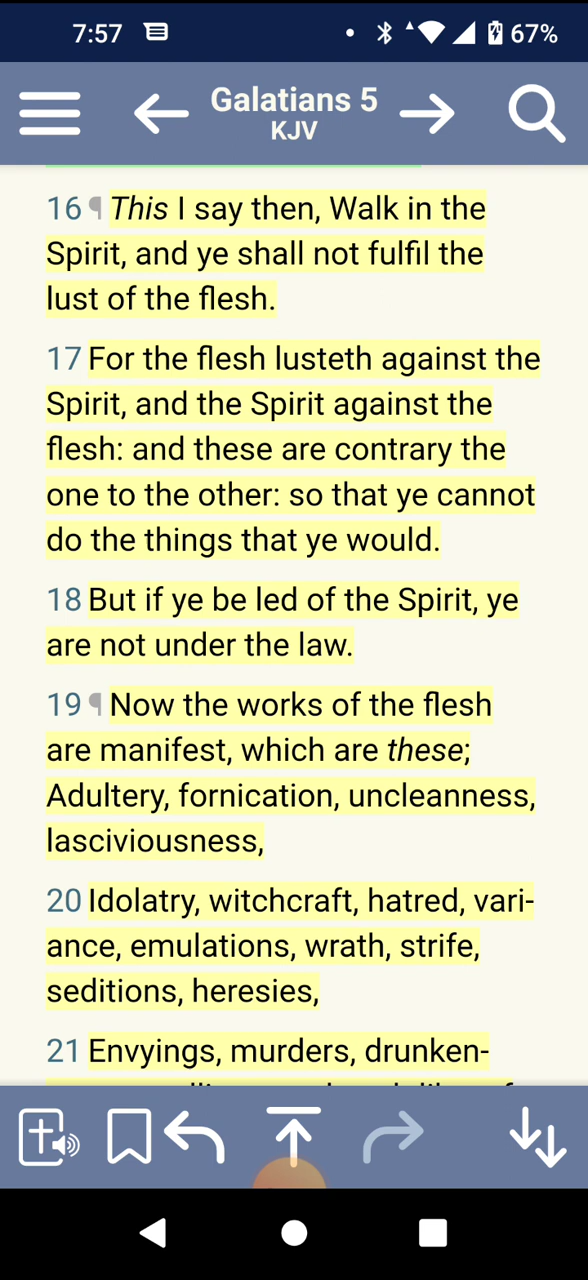 7:57 67%
Galatians 5
KJV
16 ¶ This I say then, Walk in the
Spirit, and ye shall not fulfil the
lust of the flesh.
17 For the flesh lusteth against the
Spirit, and the Spirit against the
flesh: and these are contrary the
one to the other: so that ye cannot
do the things that ye would.
18 But if ye be led of the Spirit, ye
are not under the law.
19 ¶ Now the works of the flesh
are manifest, which are these;
Adultery, fornication, uncleanness,
lasciviousness,
20 Idolatry, witchcraft, hatred, vari-
ance, emulations, wrath, strife,
seditions, heresies,
21 Envyings, murders, drunken-